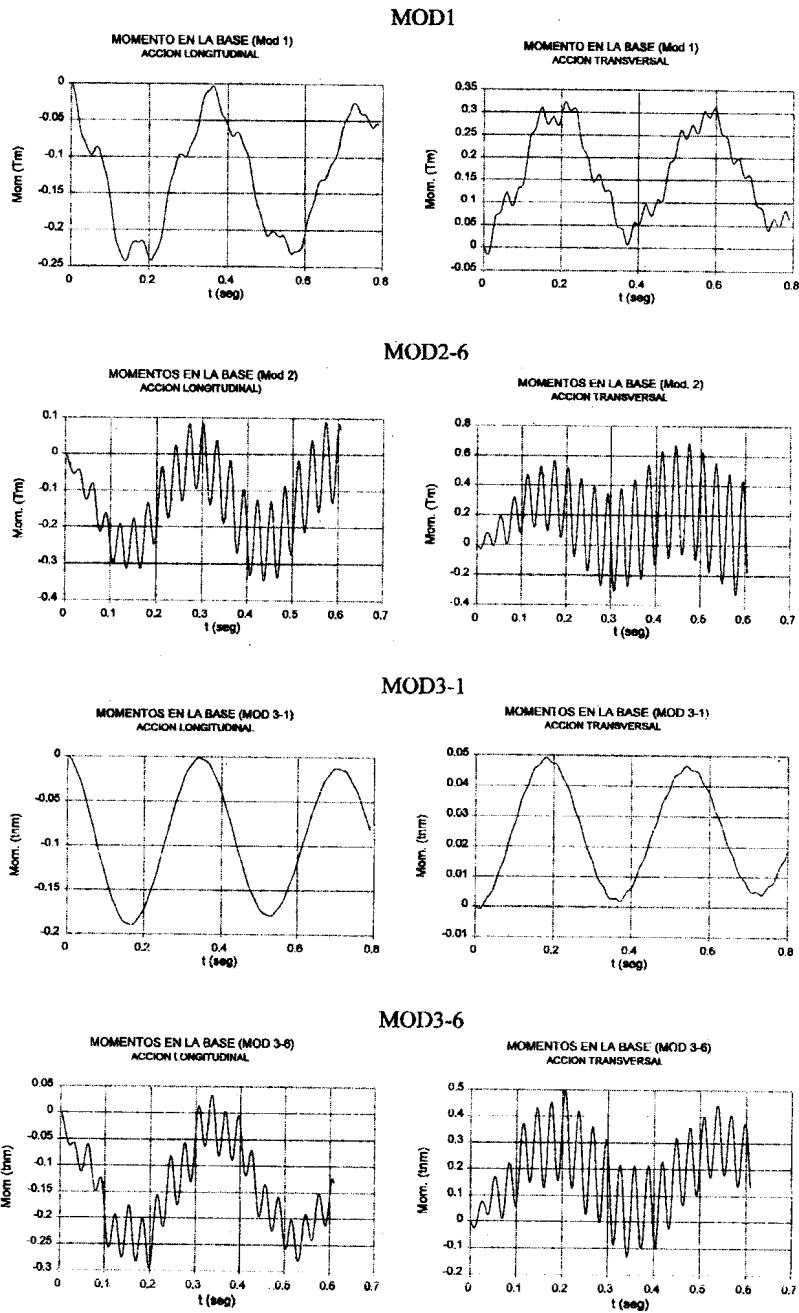 MOD1
MOMENTO EN LA BASE (Mod 1)
ACCION LONGITUDINAL
Mom (Tm)
0
-0.05
-0.1
-0.15
-0.2
-0.25
0 0.2 0.4 0.6 0.8
t (seg)
MOMENTO EN LA BASE (Mod 1)
ACCION TRANSVERSAL
Mom. (Tm)
0.35
0.3
0.25
0.2
0.15
0.1
0.05
0
-0.05
0 0.2 0.4 0.6 0.8
t (seg)
MOD2-6
MOMENTOS EN LA BASE (Mod 2)
ACCION LONGITUDINAL)
Mom. (Tm)
0.1
0
-0.1
-0.2
-0.3
-0.4
0 0.1 0.2 0.3 0.4 0.5 0.6 0.7
t (seg)
MOMENTOS EN LA BASE (Mod. 2)
ACCION TRANSVERSAL
Mom. (Tm)
0.8
0.6
0.4
0.2
0
-0.2
-0.4
0 0.1 0.2 0.3 0.4 0.5 0.6 0.7
t (seg)
MOD3-1
MOMENTOS EN LA BASE (MOD 3-1)
ACCION LONGITUDINAL
Mom. (tnm)
0
-0.05
-0.1
-0.15
-0.2
0 0.2 0.4 0.6 0.8
t (seg)
MOMENTOS EN LA BASE (MOD 3-1)
ACCION TRANSVERSAL
Mom. (tnm)
0.05
0.04
0.03
0.02
0.01
0
-0.01
0 0.2 0.4 0.6 0.8
t (seg)
MOD3-6
MOMENTOS EN LA BASE (MOD 3-6)
ACCION LONGITUDINAL
Mom (tnm)
0.05
0
-0.05
-0.1
-0.15
-0.2
-0.25
-0.3
0 0.1 0.2 0.3 0.4 0.5 0.6 0.7
t (seg)
MOMENTOS EN LA BASE (MOD 3-6)
ACCION TRANSVERSAL
Mom. (tnm)
0.5
0.4
0.3
0.2
0.1
0
-0.1
-0.2
0 0.1 0.2 0.3 0.4 0.5 0.6 0.7
t (seg)